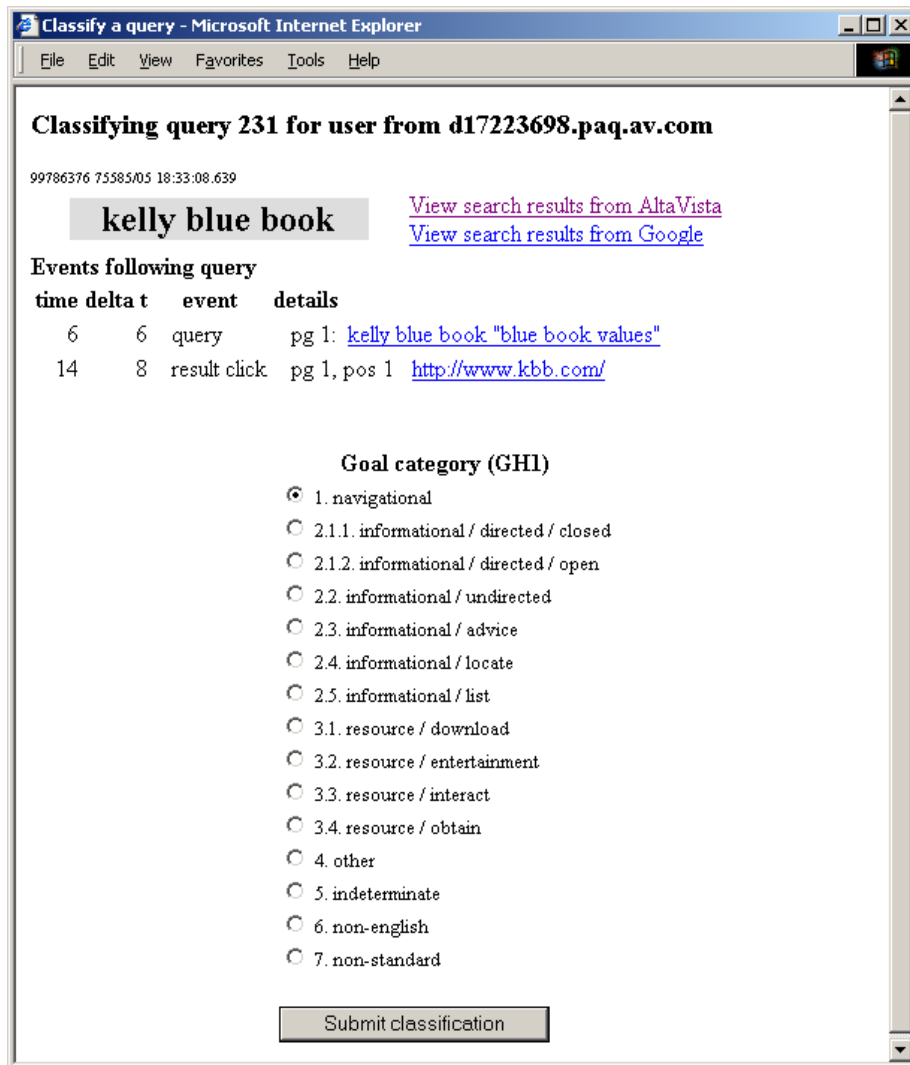 Classify a query - Microsoft Internet Explorer
File Edit View Favorites Tools Help
Classifying query 231 for user from d17223698.paq.av.com
99786376 75585/05 18:33:08.639
kelly blue book
View search results from AltaVista
View search results from Google
Events following query
time delta t event details
6 6 query pg 1: kelly blue book "blue book values"
14 8 result click pg 1, pos 1 http://www.kbb.com/
Goal category (GH1)
1. navigational
2.1.1. informational / directed / closed
2.1.2. informational / directed / open
2.2. informational / undirected
2.3. informational / advice
2.4. informational / locate
2.5. informational / list
3.1. resource / download
3.2. resource / entertainment
3.3. resource / interact
3.4. resource / obtain
4. other
5. indeterminate
6. non-english
7. non-standard
Submit classification